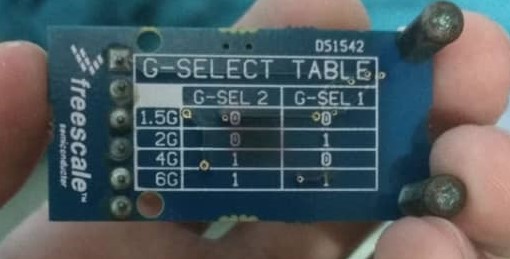 DS1542
G-SELECT TABLE
G-SEL 2 G-SEL 1
1.5G 0 0
2G 0 1
4G 1 0
6G 1 1
freescale™
semiconductor